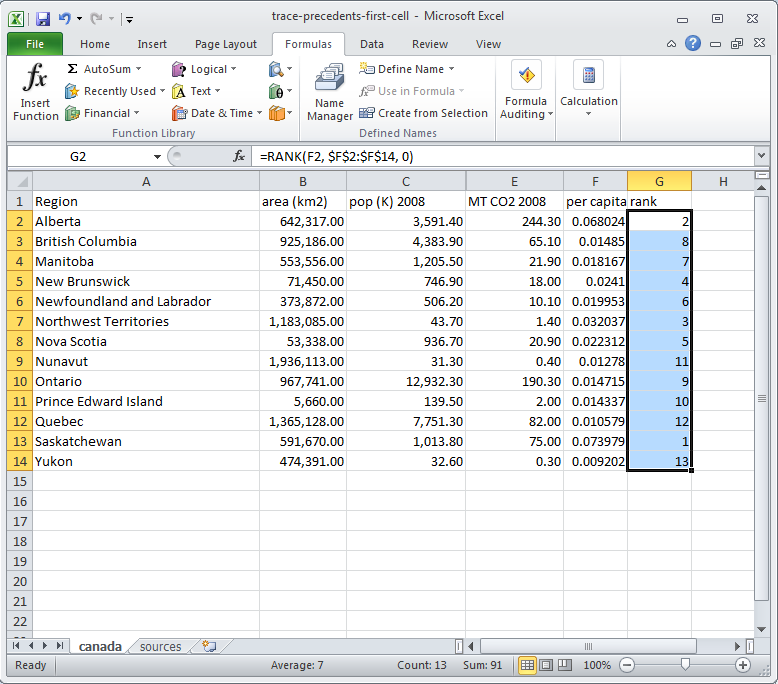 trace-precedents-first-cell - Microsoft Excel
File Home Insert Page Layout Formulas Data Review View
fx Insert Function
Σ AutoSum
Recently Used
Financial
Logical
Text
Date & Time
Function Library
Name Manager
Define Name
Use in Formula
Create from Selection
Defined Names
Formula Auditing
Calculation
G2 fx =RANK(F2, $F$2:$F$14, 0)
A B C E F G H
1 Region area (km2) pop (K) 2008 MT CO2 2008 per capita rank
2 Alberta 642,317.00 3,591.40 244.30 0.068024 2
3 British Columbia 925,186.00 4,383.90 65.10 0.01485 8
4 Manitoba 553,556.00 1,205.50 21.90 0.018167 7
5 New Brunswick 71,450.00 746.90 18.00 0.0241 4
6 Newfoundland and Labrador 373,872.00 506.20 10.10 0.019953 6
7 Northwest Territories 1,183,085.00 43.70 1.40 0.032037 3
8 Nova Scotia 53,338.00 936.70 20.90 0.022312 5
9 Nunavut 1,936,113.00 31.30 0.40 0.01278 11
10 Ontario 967,741.00 12,932.30 190.30 0.014715 9
11 Prince Edward Island 5,660.00 139.50 2.00 0.014337 10
12 Quebec 1,365,128.00 7,751.30 82.00 0.010579 12
13 Saskatchewan 591,670.00 1,013.80 75.00 0.073979 1
14 Yukon 474,391.00 32.60 0.30 0.009202 13
15
16
17
18
19
20
21
22
canada sources
Ready Average: 7 Count: 13 Sum: 91 100%